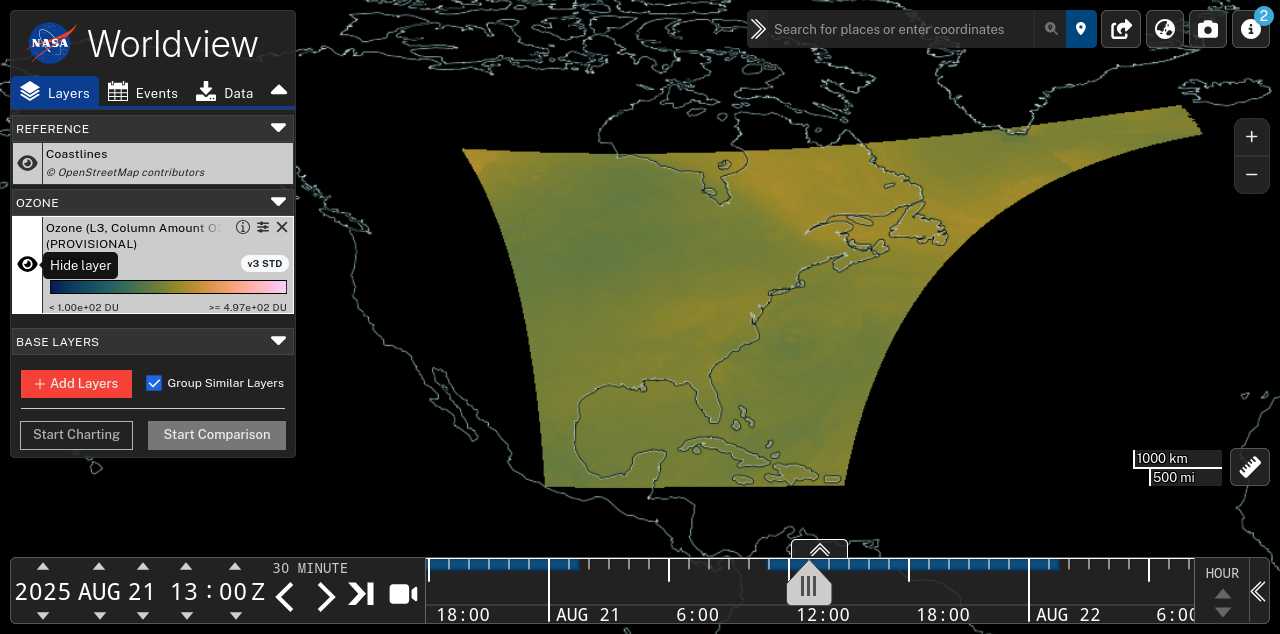 NASA
Worldview
Layers
Events
Data
REFERENCE
Coastlines
© OpenStreetMap contributors
OZONE
Ozone (L3, Column Amount
(PROVISIONAL)
Hide layer
v3 STD
< 1.00e+02 DU
>= 4.97e+02 DU
BASE LAYERS
+ Add Layers
Group Similar Layers
Start Charting
Start Comparison
Search for places or enter coordinates
2
+
−
1000 km
500 mi
30 MINUTE
2025 AUG 21 13 : 00 Z
18:00
AUG 21
6:00
12:00
18:00
AUG 22
6:00
HOUR